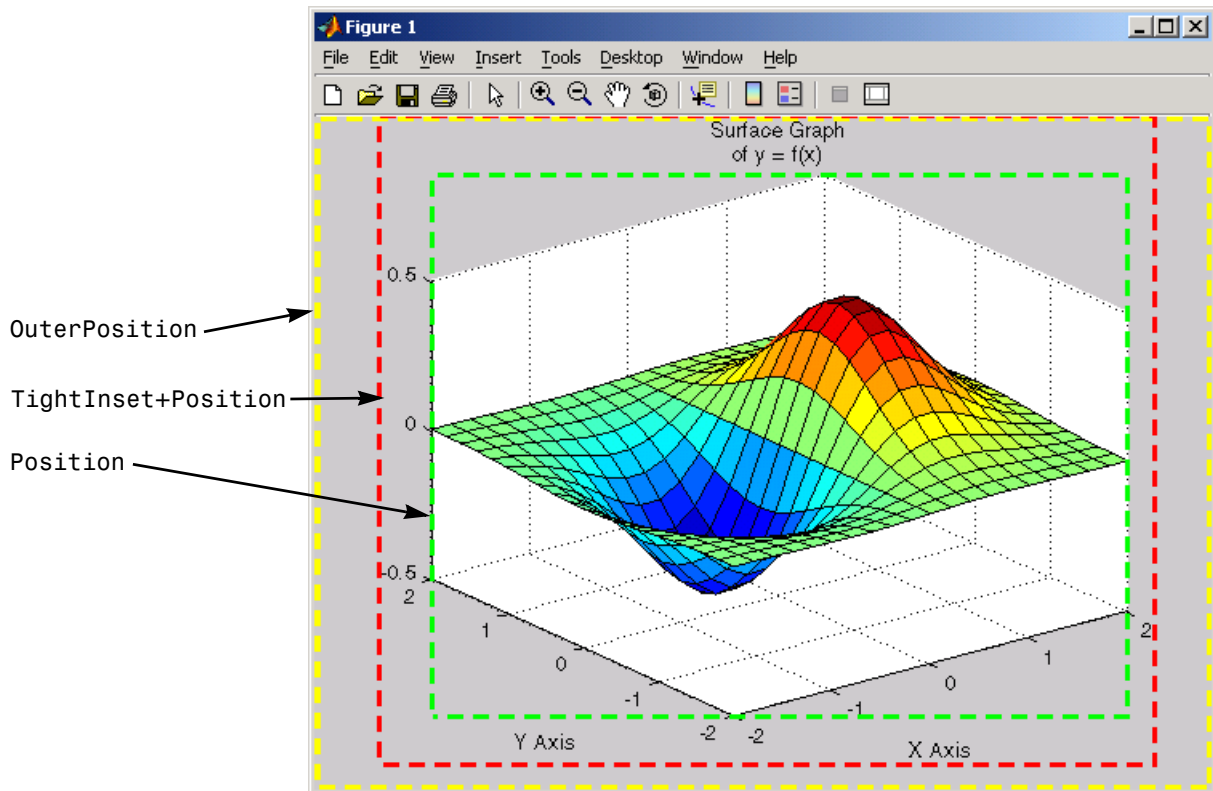 Figure 1
File Edit View Insert Tools Desktop Window Help
Surface Graph
of y = f(x)
0.5
OuterPosition
TightInset+Position
0
Position
-0.5
2
1
0
-1
-2
-2
-1
0
1
2
Y Axis
X Axis